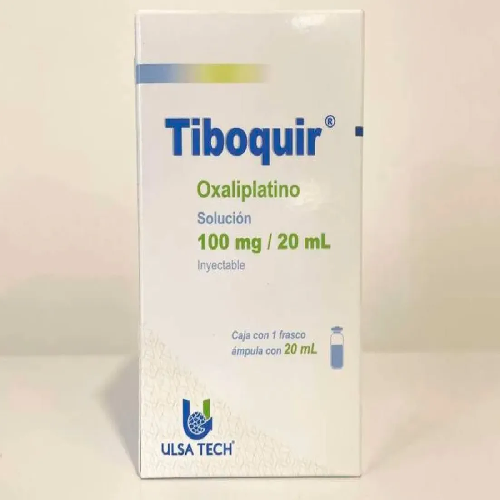 Tiboquir®
Oxaliplatino
Solución
100 mg / 20 mL
Inyectable
Caja con 1 frasco
ámpula con 20 mL
ULSA TECH®